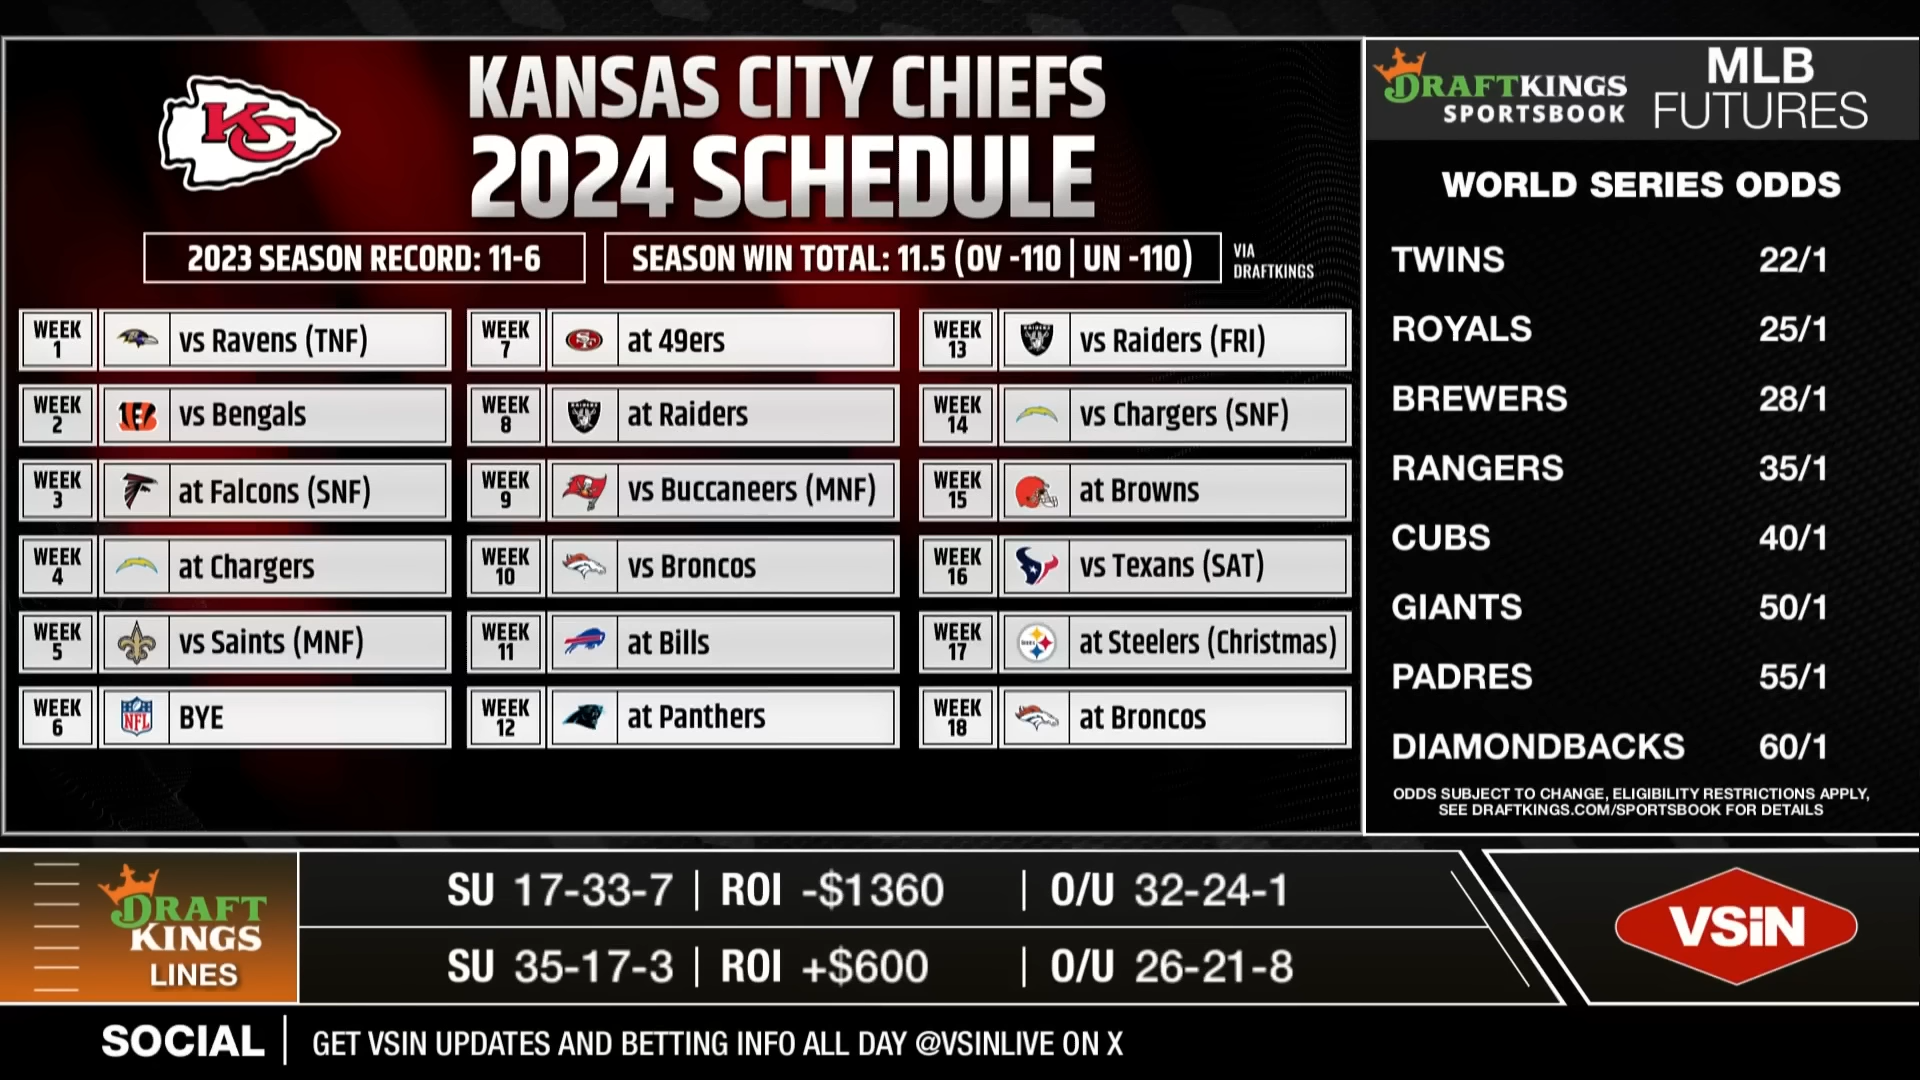 KC
KANSAS CITY CHIEFS
2024 SCHEDULE
2023 SEASON RECORD: 11-6
SEASON WIN TOTAL: 11.5 (OV -110 | UN -110)
VIA
DRAFTKINGS
WEEK
1
vs Ravens (TNF)
WEEK
2
vs Bengals
WEEK
3
at Falcons (SNF)
WEEK
4
at Chargers
WEEK
5
vs Saints (MNF)
WEEK
6
NFL
BYE
WEEK
7
SF
at 49ers
WEEK
8
RAIDERS
at Raiders
WEEK
9
vs Buccaneers (MNF)
WEEK
10
vs Broncos
WEEK
11
at Bills
WEEK
12
at Panthers
WEEK
13
RAIDERS
vs Raiders (FRI)
WEEK
14
vs Chargers (SNF)
WEEK
15
at Browns
WEEK
16
vs Texans (SAT)
WEEK
17
at Steelers (Christmas)
WEEK
18
at Broncos
DRAFTKINGS
SPORTSBOOK
MLB
FUTURES
WORLD SERIES ODDS
TWINS 22/1
ROYALS 25/1
BREWERS 28/1
RANGERS 35/1
CUBS 40/1
GIANTS 50/1
PADRES 55/1
DIAMONDBACKS 60/1
ODDS SUBJECT TO CHANGE, ELIGIBILITY RESTRICTIONS APPLY,
SEE DRAFTKINGS.COM/SPORTSBOOK FOR DETAILS
DRAFT
KINGS
LINES
SU 17-33-7 | ROI -$1360 | O/U 32-24-1
SU 35-17-3 | ROI +$600 | O/U 26-21-8
VSiN
SOCIAL | GET VSIN UPDATES AND BETTING INFO ALL DAY @VSINLIVE ON X